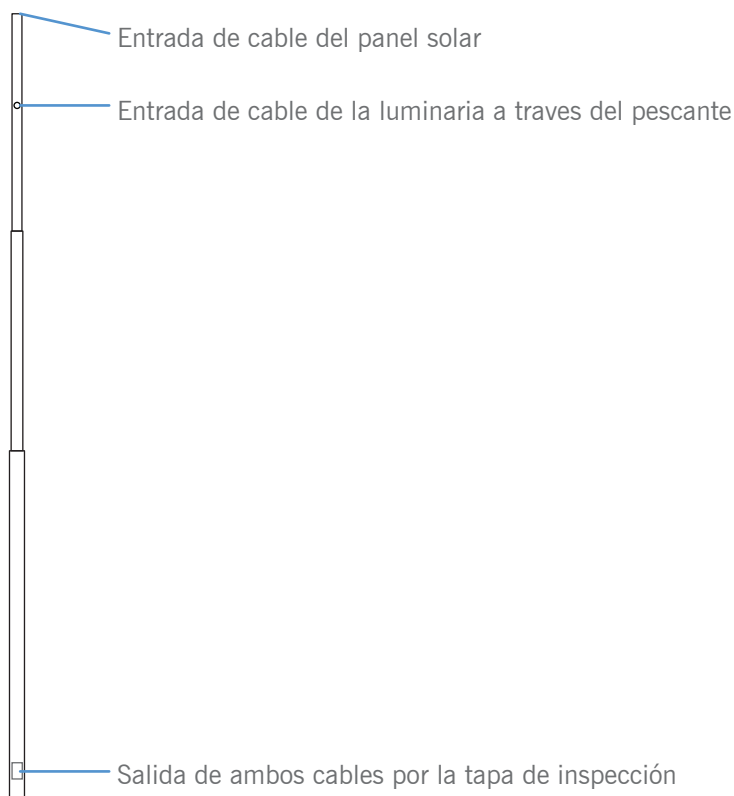 Entrada de cable del panel solar
Entrada de cable de la luminaria a traves del pescante
Salida de ambos cables por la tapa de inspección